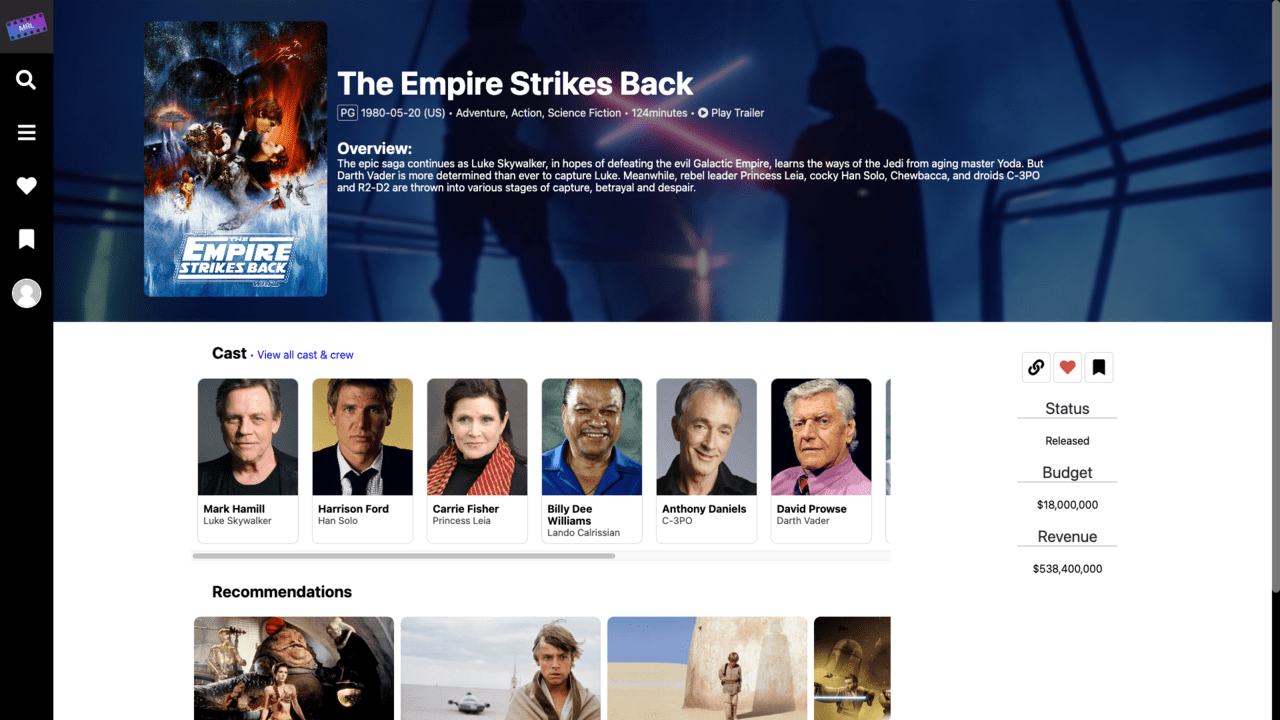 MRL
The Empire Strikes Back
PG 1980-05-20 (US) • Adventure, Action, Science Fiction • 124minutes • Play Trailer
Overview:
The epic saga continues as Luke Skywalker, in hopes of defeating the evil Galactic Empire, learns the ways of the Jedi from aging master Yoda. But
Darth Vader is more determined than ever to capture Luke. Meanwhile, rebel leader Princess Leia, cocky Han Solo, Chewbacca, and droids C-3PO
and R2-D2 are thrown into various stages of capture, betrayal and despair.
THE
EMPIRE
STRIKES BACK
Cast • View all cast & crew
Mark Hamill
Luke Skywalker
Harrison Ford
Han Solo
Carrie Fisher
Princess Leia
Billy Dee
Williams
Lando Calrissian
Anthony Daniels
C-3PO
David Prowse
Darth Vader
Status
Released
Budget
$18,000,000
Revenue
$538,400,000
Recommendations